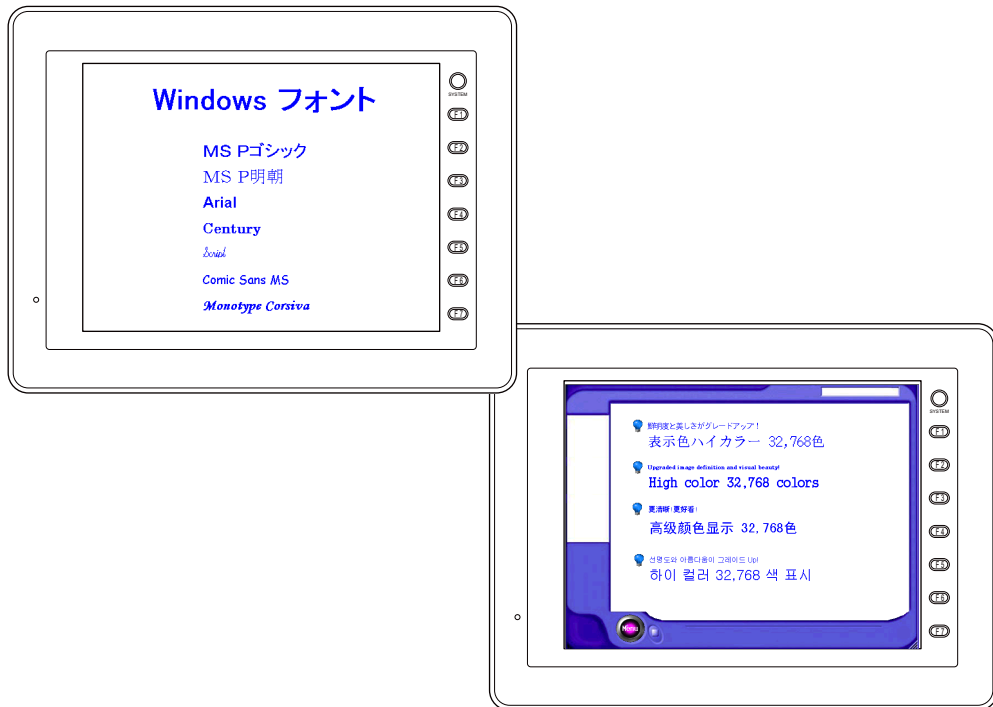 Windows フォント
MS Pゴシック
MS P明朝
Arial
Century
Script
Comic Sans MS
Monotype Corsiva
SYSTEM
F1
F2
F3
F4
F5
F6
F7
鮮明度と美しさがグレードアップ！
表示色ハイカラー 32,768色
Upgraded image definition and visual beauty!
High color 32,768 colors
更清晰！更好看！
高级颜色显示 32,768色
선명도와 아름다움이 그레이드 Up!
하이 컬러 32,768 색 표시
Menu
SYSTEM
F1
F2
F3
F4
F5
F6
F7